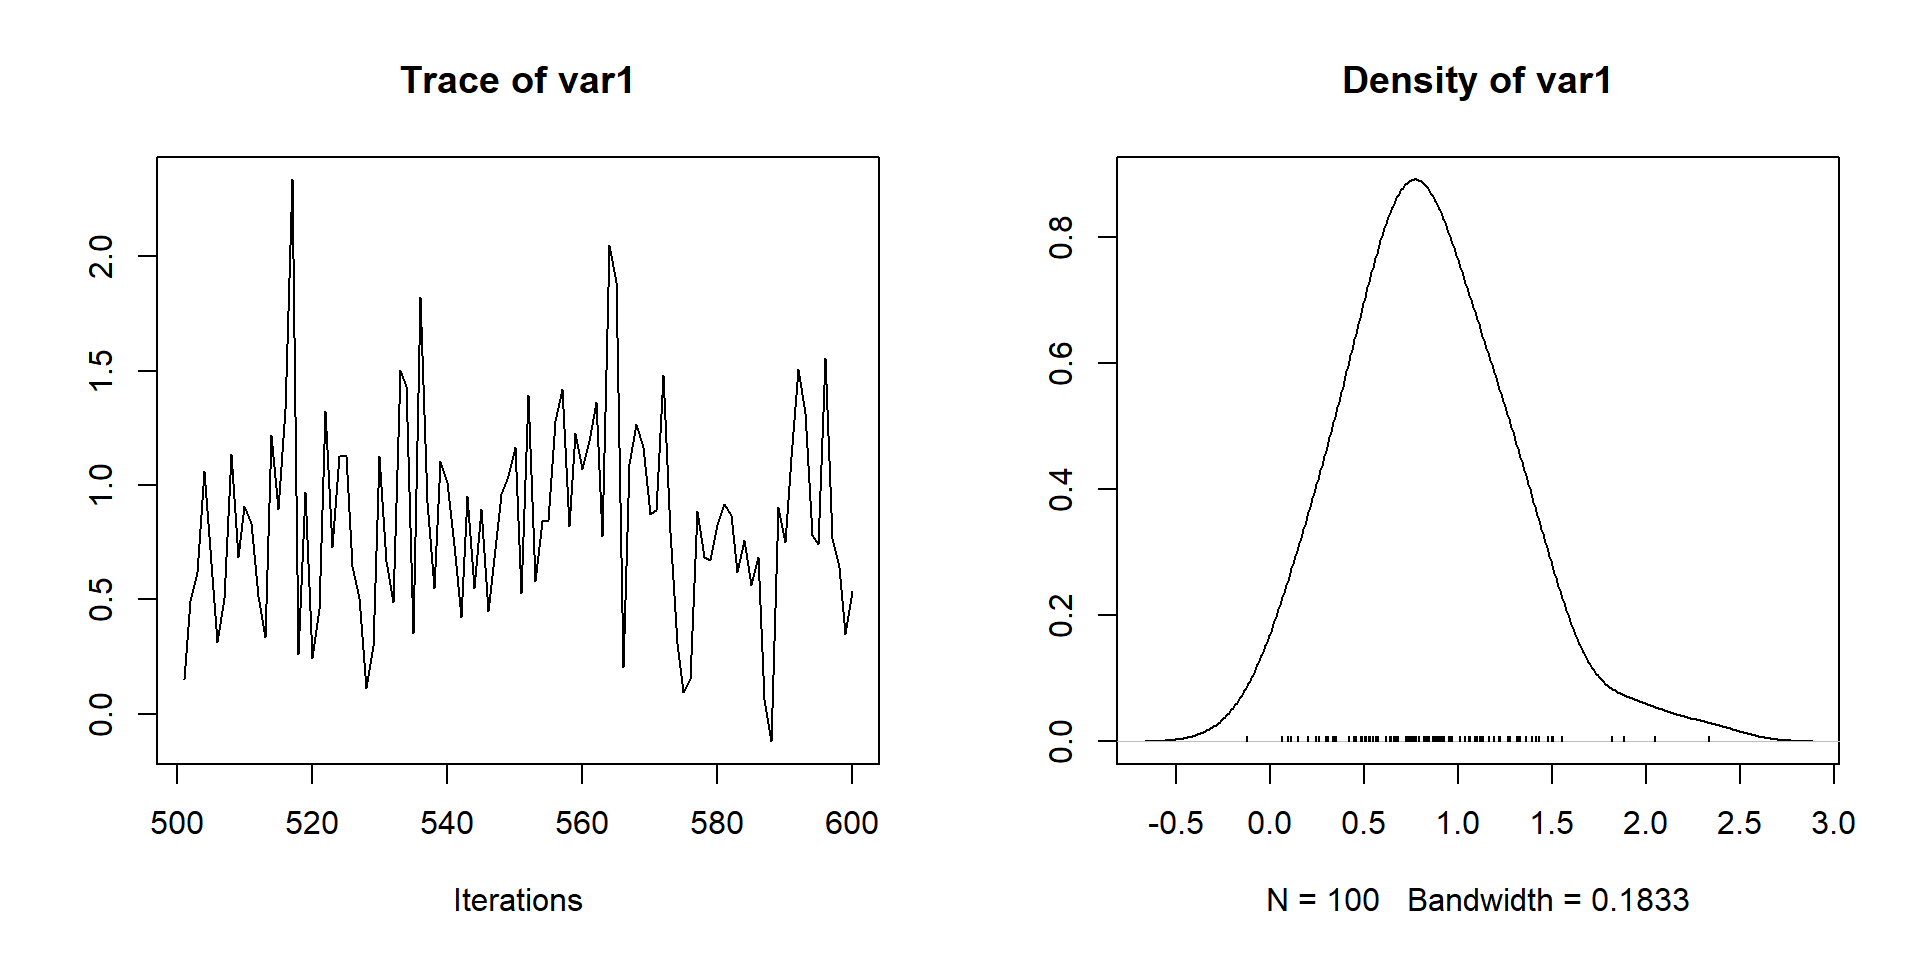 Trace of var1
0.0 0.5 1.0 1.5 2.0
500 520 540 560 580 600
Iterations
Density of var1
0.0 0.2 0.4 0.6 0.8
-0.5 0.0 0.5 1.0 1.5 2.0 2.5 3.0
N = 100 Bandwidth = 0.1833